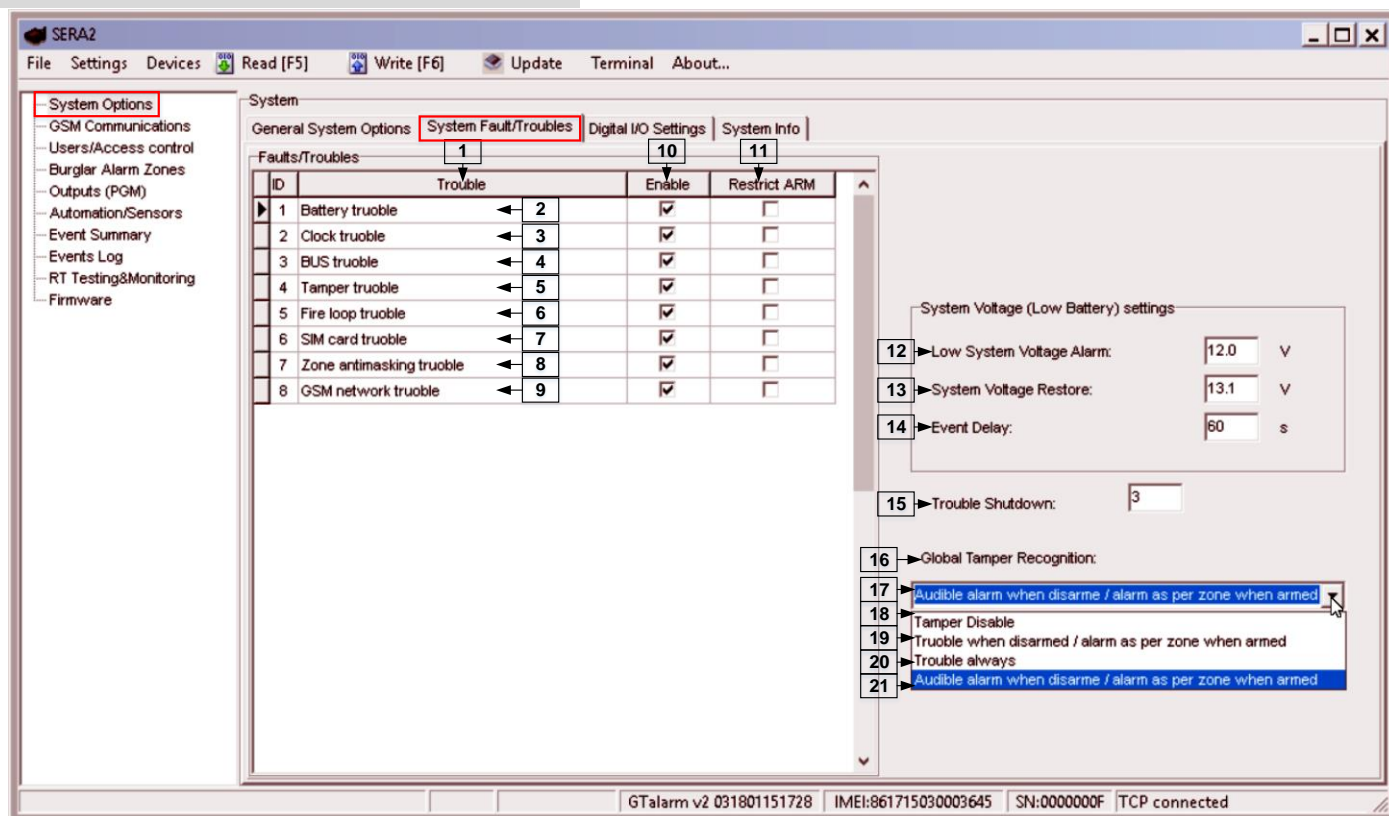 SERA2
File Settings Devices Read [F5] Write [F6] Update Terminal About...
System Options
GSM Communications
Users/Access control
Burglar Alarm Zones
Outputs (PGM)
Automation/Sensors
Event Summary
Events Log
RT Testing&Monitoring
Firmware
System
General System Options System Fault/Troubles Digital I/O Settings System Info
Faults/Troubles
1 10 11
ID Trouble Enable Restrict ARM
1 Battery truoble 2
2 Clock truoble 3
3 BUS truoble 4
4 Tamper truoble 5
5 Fire loop truoble 6
6 SIM card truoble 7
7 Zone antimasking truoble 8
8 GSM network truoble 9
System Voltage (Low Battery) settings
12 Low System Voltage Alarm: 12.0 V
13 System Voltage Restore: 13.1 V
14 Event Delay: 60 s
15 Trouble Shutdown: 3
16 Global Tamper Recognition:
17 Audible alarm when disarme / alarm as per zone when armed
18 Tamper Disable
19 Truoble when disarmed / alarm as per zone when armed
20 Trouble always
21 Audible alarm when disarme / alarm as per zone when armed
GTalarm v2 031801151728 IMEI:861715030003645 SN:0000000F TCP connected